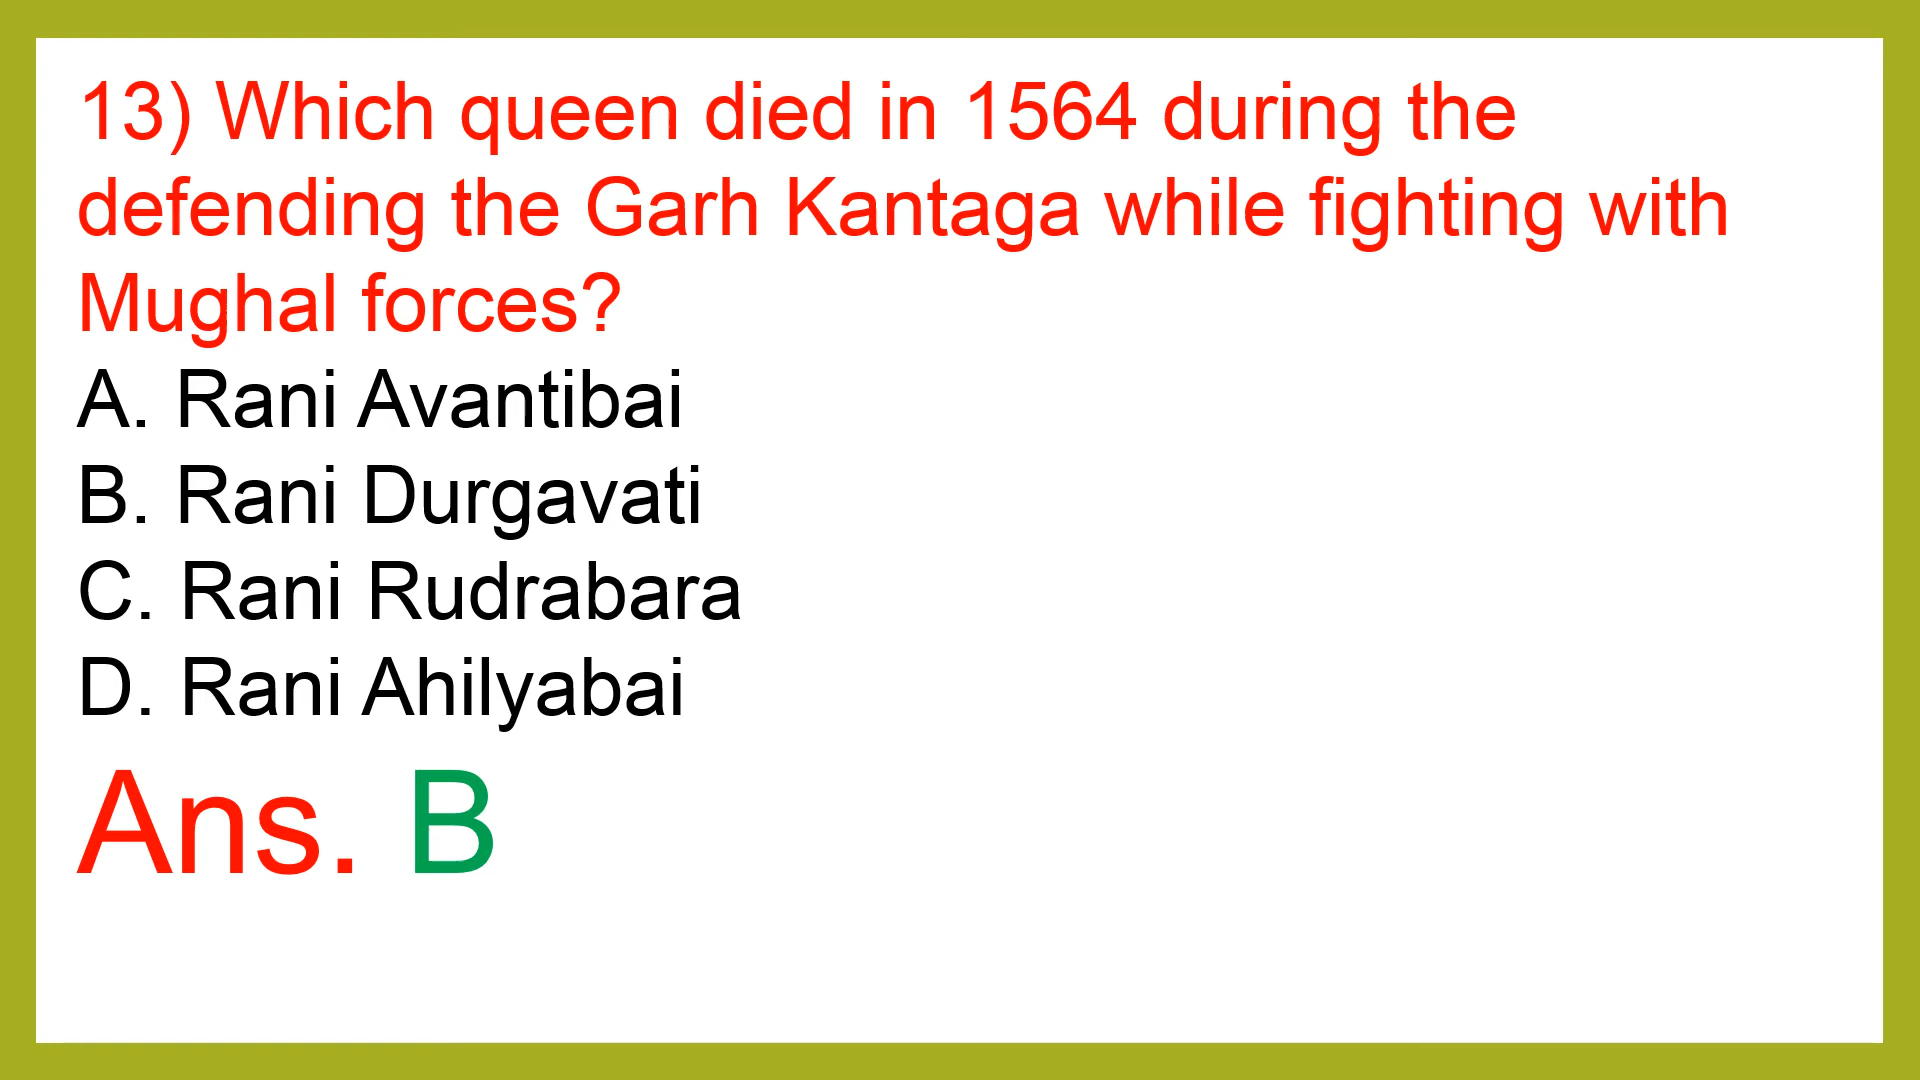 13) Which queen died in 1564 during the
defending the Garh Kantaga while fighting with
Mughal forces?
A. Rani Avantibai
B. Rani Durgavati
C. Rani Rudrabara
D. Rani Ahilyabai
Ans. B